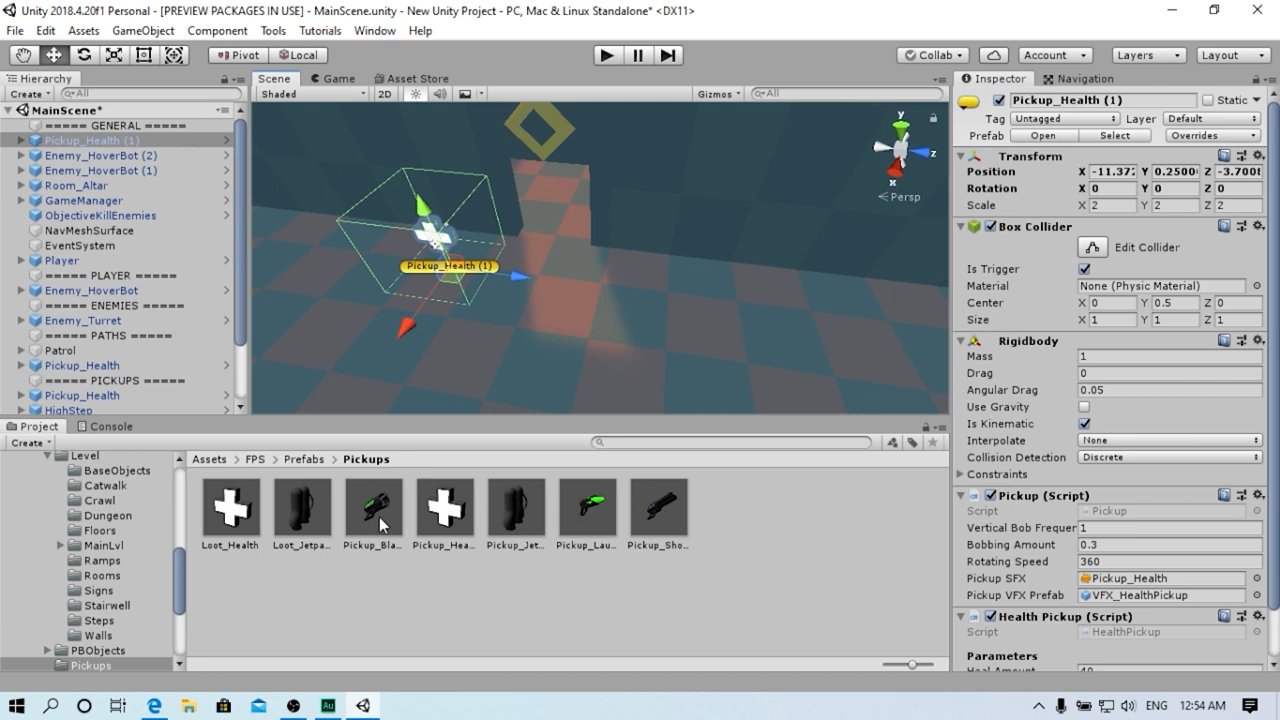 Unity 2018.4.20f1 Personal - [PREVIEW PACKAGES IN USE] - MainScene.unity - New Unity Project - PC, Mac & Linux Standalone* <DX11>
File Edit Assets GameObject Component Tools Tutorials Window Help
Pivot Local Collab Account Layers Layout
Hierarchy Scene Game Asset Store Inspector Navigation
Create All Shaded 2D Gizmos All Pickup_Health (1) Static
MainScene* Tag Untagged Layer Default
===== GENERAL ===== Prefab Open Select Overrides
Pickup_Health (1)
Enemy_HoverBot (2)
Enemy_HoverBot (1)
Room_Altar
GameManager
ObjectiveKillEnemies
NavMeshSurface
EventSystem
Player
===== PLAYER =====
Enemy_HoverBot
===== ENEMIES =====
Enemy_Turret
===== PATHS =====
Patrol
Pickup_Health
===== PICKUPS =====
Pickup_Health
HighStep
y
z
x
Persp
Pickup_Health (1)
Transform
Position X -11.37 Y 0.2500 Z -3.700
Rotation X 0 Y 0 Z 0
Scale X 2 Y 2 Z 2
Box Collider
Edit Collider
Is Trigger
Material None (Physic Material)
Center X 0 Y 0.5 Z 0
Size X 1 Y 1 Z 1
Rigidbody
Mass 1
Drag 0
Angular Drag 0.05
Use Gravity
Is Kinematic
Interpolate None
Collision Detection Discrete
Constraints
Pickup (Script)
Script Pickup
Vertical Bob Frequer 1
Bobbing Amount 0.3
Rotating Speed 360
Pickup SFX Pickup_Health
Pickup VFX Prefab VFX_HealthPickup
Health Pickup (Script)
Script HealthPickup
Parameters
Project Console
Create
Level
BaseObjects
Catwalk
Crawl
Dungeon
Floors
MainLvl
Ramps
Rooms
Signs
Stairwell
Steps
Walls
PBObjects
Pickups
Assets > FPS > Prefabs > Pickups
Loot_Health Loot_Jetpa... Pickup_Bla... Pickup_Hea... Pickup_Jet... Pickup_Lau... Pickup_Sho...
Au ENG 12:54 AM